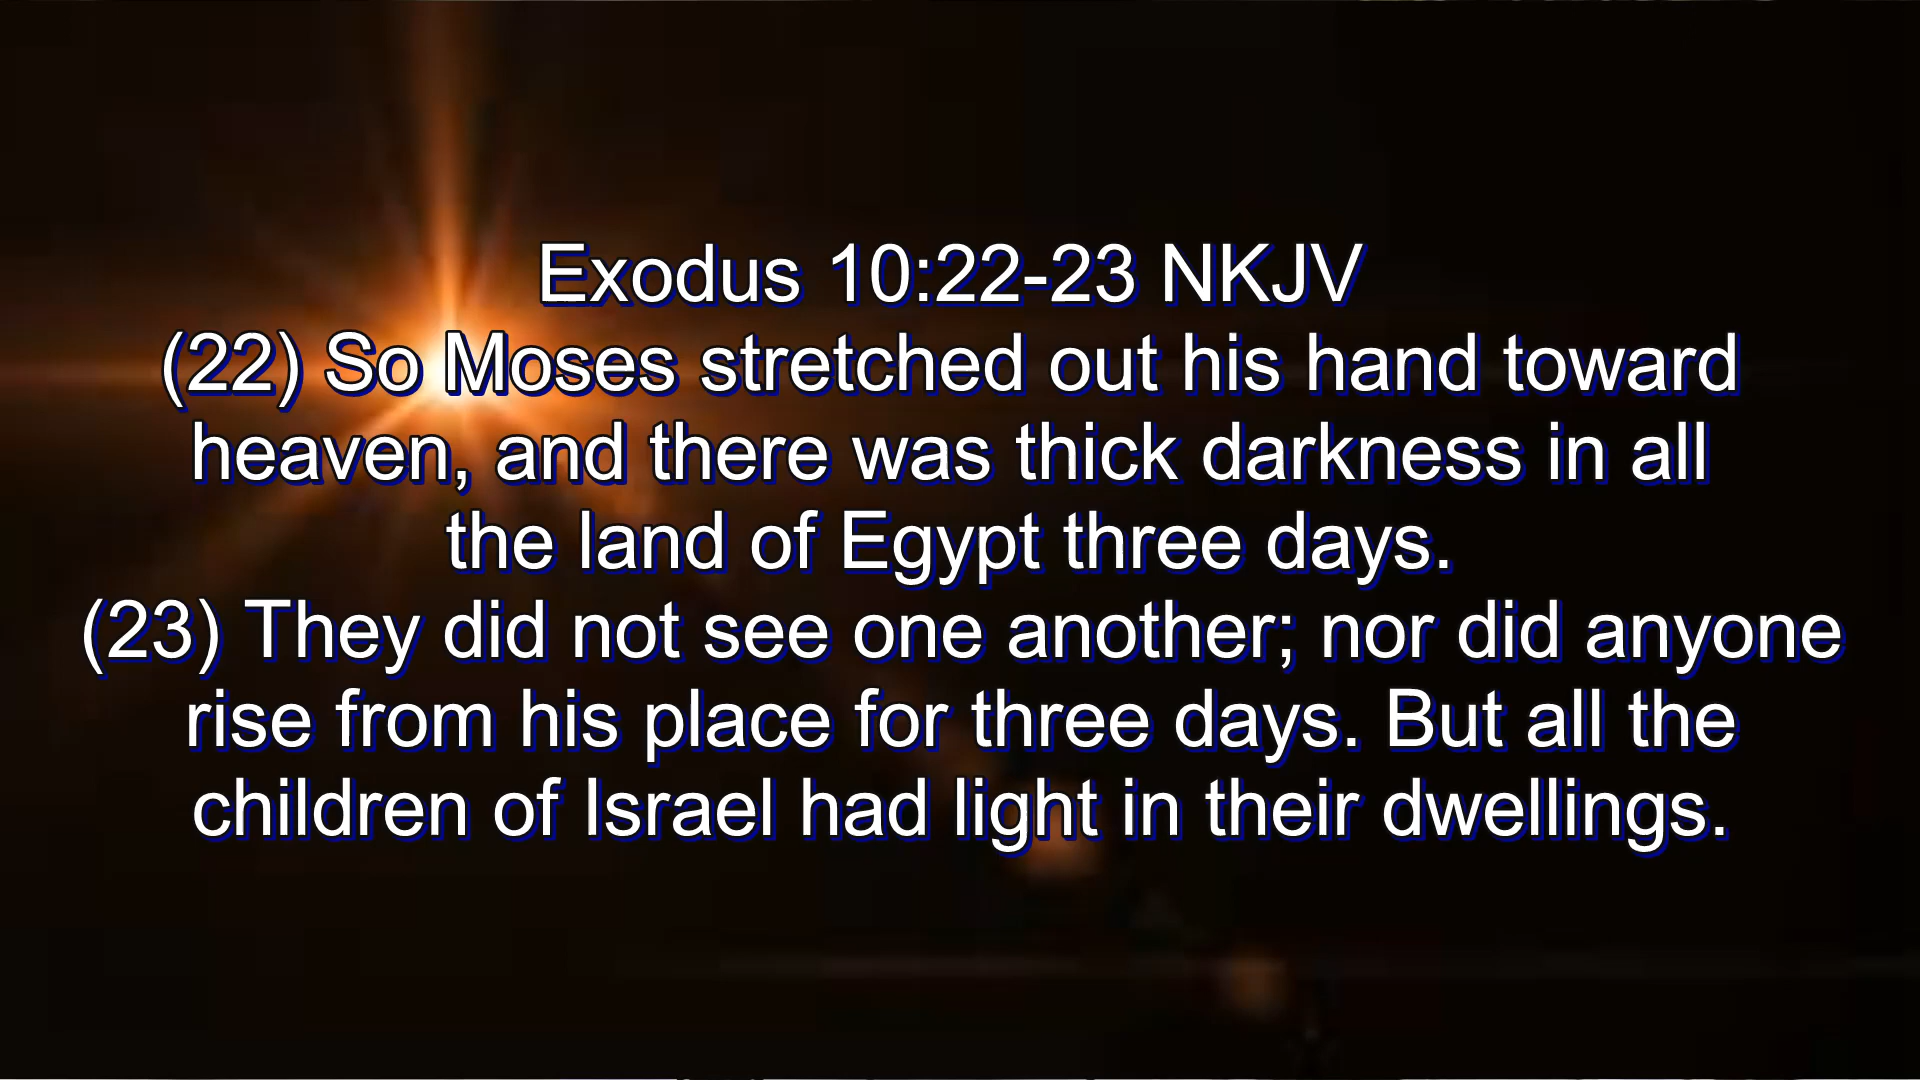 Exodus 10:22-23 NKJV
(22) So Moses stretched out his hand toward
heaven, and there was thick darkness in all
the land of Egypt three days.
(23) They did not see one another; nor did anyone
rise from his place for three days. But all the
children of Israel had light in their dwellings.